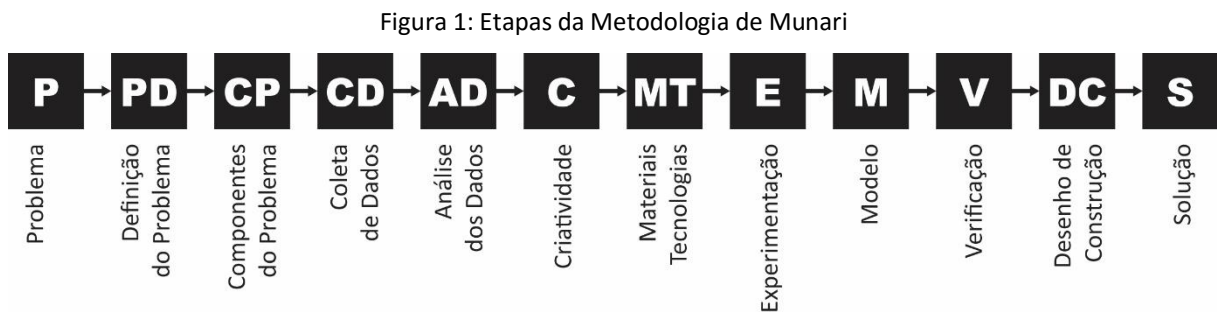 Figura 1: Etapas da Metodologia de Munari
P
PD
CP
CD
AD
C
MT
E
M
V
DC
S
Problema
Definição
do Problema
Componentes
do Problema
Coleta
de Dados
Análise
dos Dados
Criatividade
Materiais
Tecnologias
Experimentação
Modelo
Verificação
Desenho de
Construção
Solução